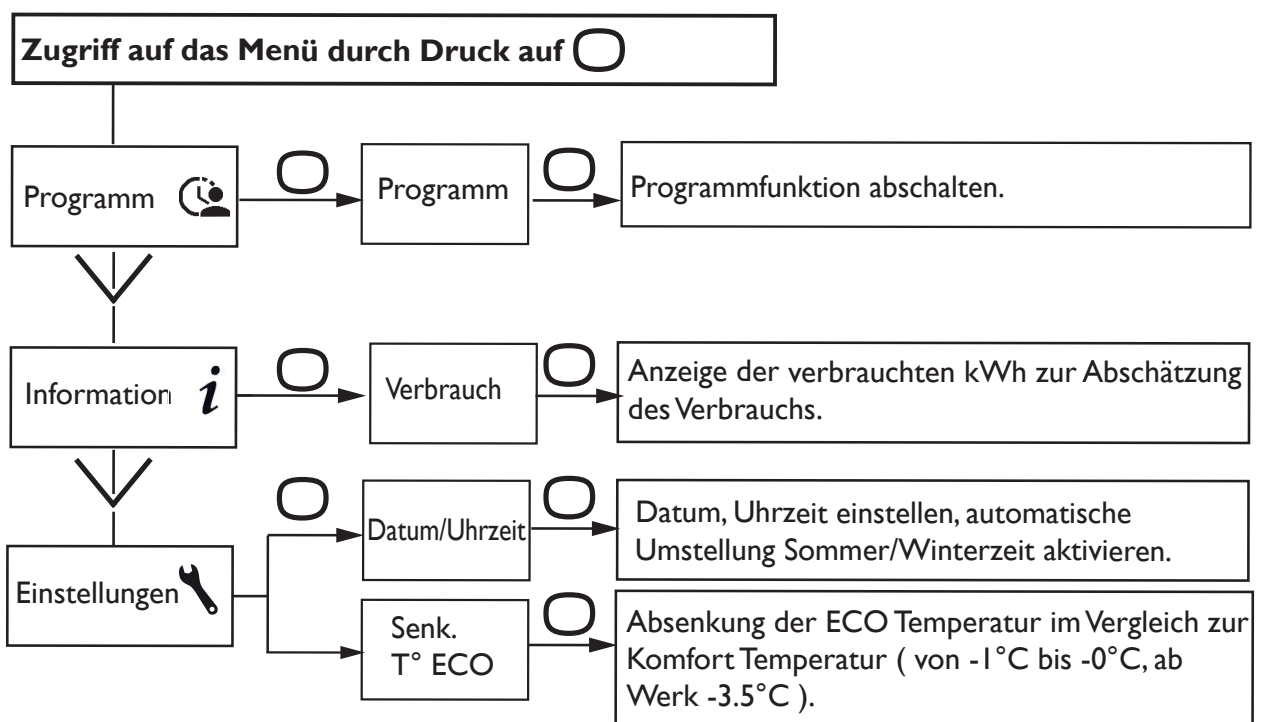 Zugriff auf das Menü durch Druck auf
Programm
Programm
Programmfunktion abschalten.
Information
Verbrauch
Anzeige der verbrauchten kWh zur Abschätzung
des Verbrauchs.
Einstellungen
Datum/Uhrzeit
Datum, Uhrzeit einstellen, automatische
Umstellung Sommer/Winterzeit aktivieren.
Senk.
T° ECO
Absenkung der ECO Temperatur im Vergleich zur
Komfort Temperatur ( von -1°C bis -0°C, ab
Werk -3.5°C ).